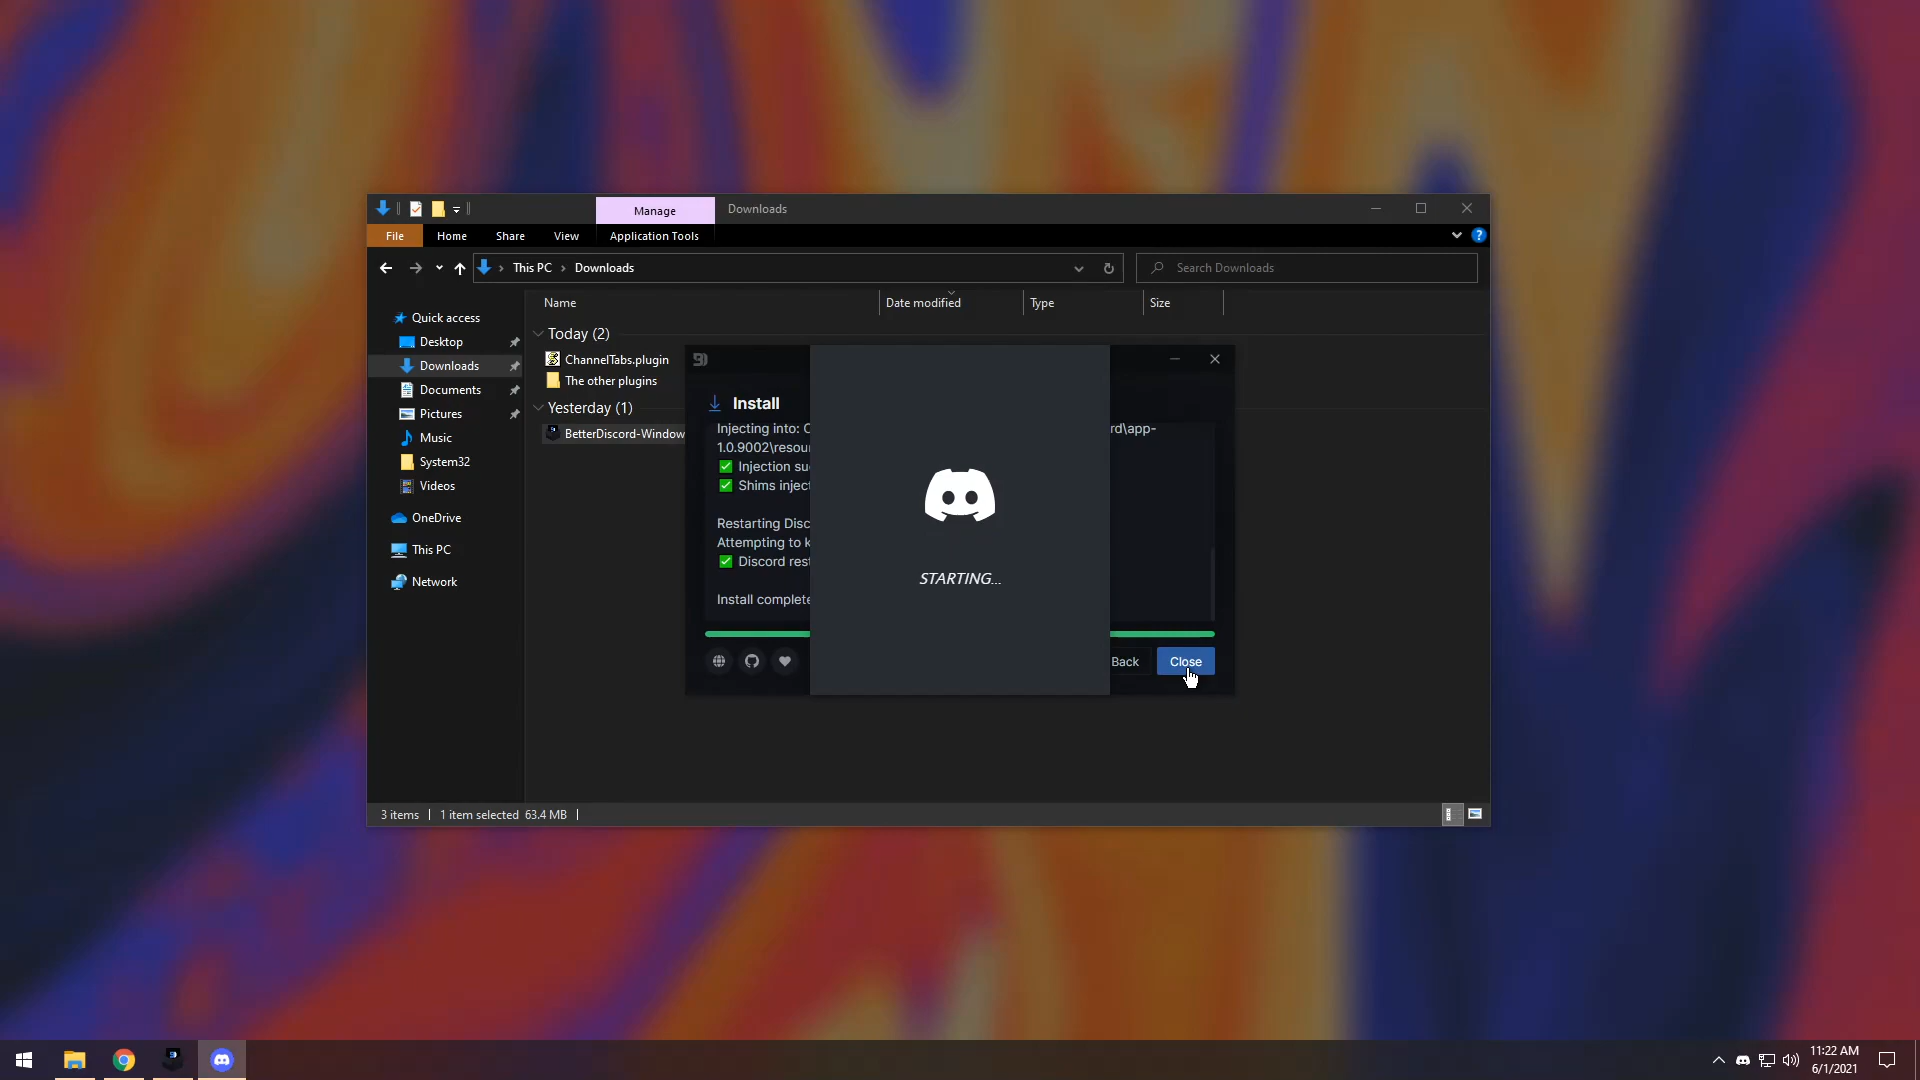 Manage
Downloads
File
Home
Share
View
Application Tools
This PC
Downloads
Search Downloads
Name
Date modified
Type
Size
Quick access
Desktop
Downloads
Documents
Pictures
Music
System32
Videos
OneDrive
This PC
Network
Today (2)
ChannelTabs.plugin
The other plugins
Yesterday (1)
BetterDiscord-Window
Install
Injecting into:
rd\app-
1.0.9002\resou
Injection su
Shims inject
Restarting Disc
Attempting to k
Discord rest
Install complete
STARTING...
Back
Close
3 items
1 item selected 63.4 MB
11:22 AM
6/1/2021